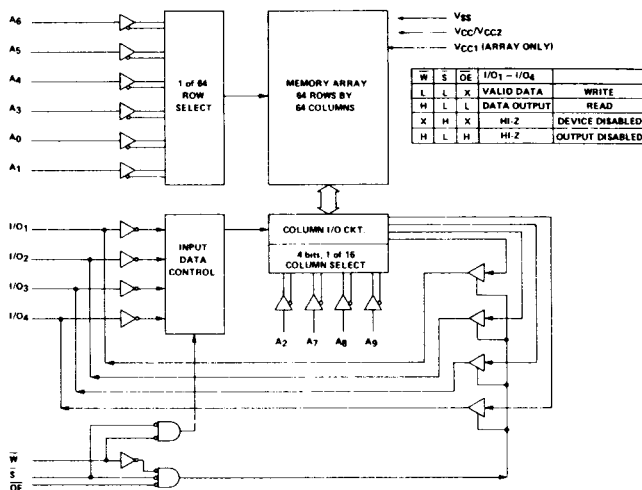 A6
A5
A4
A3
A0
A1
1 of 64
ROW
SELECT
MEMORY ARRAY
64 ROWS BY
64 COLUMNS
VSS
VCC/VCC2
VCC1 (ARRAY ONLY)
W̅ S̅ O̅E̅ I/O1 – I/O4
L L X VALID DATA WRITE
H L L DATA OUTPUT READ
X H X HI-Z DEVICE DISABLED
H L H HI-Z OUTPUT DISABLED
I/O1
I/O2
I/O3
I/O4
INPUT
DATA
CONTROL
COLUMN I/O CKT.
4 bits, 1 of 16
COLUMN SELECT
A2 A7 A8 A9
W̅
S̅
O̅E̅